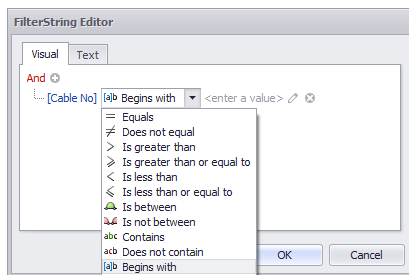 FilterString Editor
Visual Text
And
[Cable No] [a]b Begins with <enter a value>
= Equals
≠ Does not equal
> Is greater than
⩾ Is greater than or equal to
< Is less than
⩽ Is less than or equal to
Is between
Is not between
abc Contains
acb Does not contain
[a]b Begins with
OK Cancel